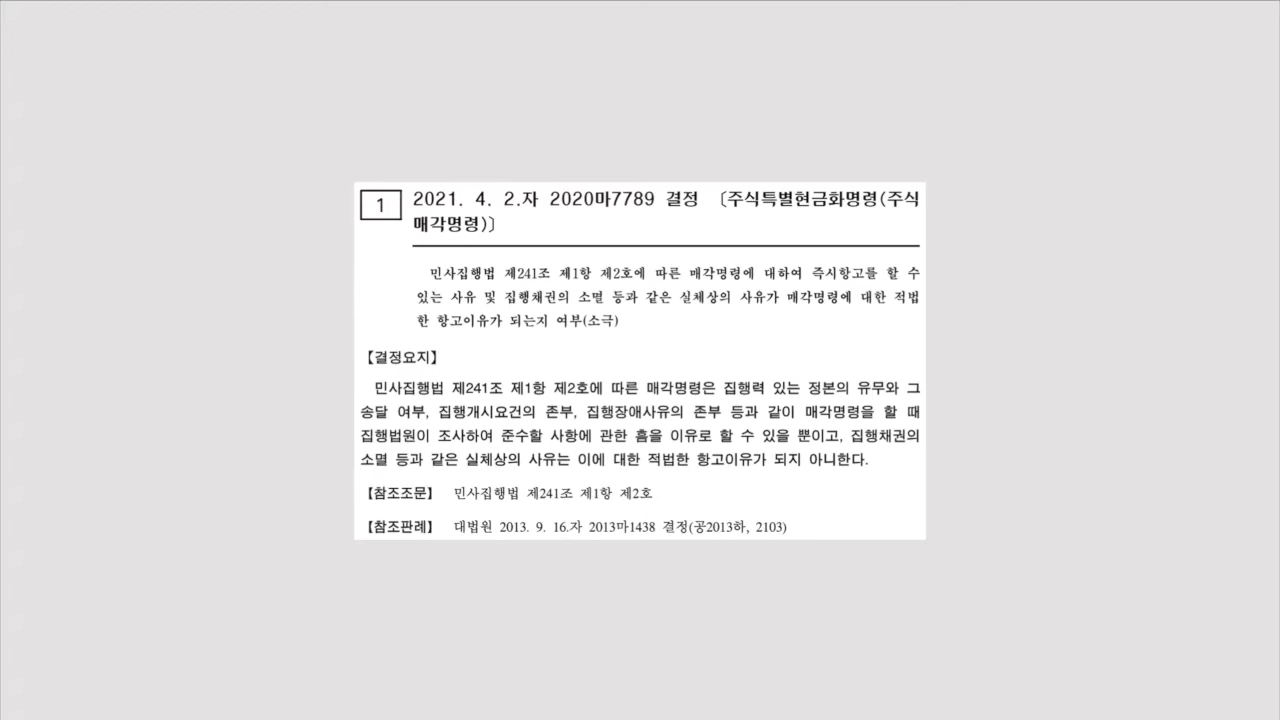 1
2021. 4. 2.자 2020마7789 결정 〔주식특별현금화명령(주식
매각명령)〕
민사집행법 제241조 제1항 제2호에 따른 매각명령에 대하여 즉시항고를 할 수
있는 사유 및 집행채권의 소멸 등과 같은 실체상의 사유가 매각명령에 대한 적법
한 항고이유가 되는지 여부(소극)
【결정요지】
민사집행법 제241조 제1항 제2호에 따른 매각명령은 집행력 있는 정본의 유무와 그
송달 여부, 집행개시요건의 존부, 집행장애사유의 존부 등과 같이 매각명령을 할 때
집행법원이 조사하여 준수할 사항에 관한 흠을 이유로 할 수 있을 뿐이고, 집행채권의
소멸 등과 같은 실체상의 사유는 이에 대한 적법한 항고이유가 되지 아니한다.
【참조조문】 민사집행법 제241조 제1항 제2호
【참조판례】 대법원 2013. 9. 16.자 2013마1438 결정(공2013하, 2103)